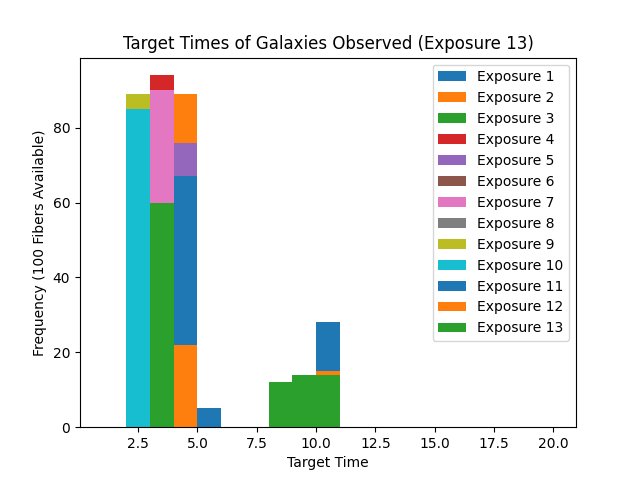 Target Times of Galaxies Observed (Exposure 13)
Frequency (100 Fibers Available)
80
60
40
20
0
2.5 5.0 7.5 10.0 12.5 15.0 17.5 20.0
Target Time
Exposure 1
Exposure 2
Exposure 3
Exposure 4
Exposure 5
Exposure 6
Exposure 7
Exposure 8
Exposure 9
Exposure 10
Exposure 11
Exposure 12
Exposure 13